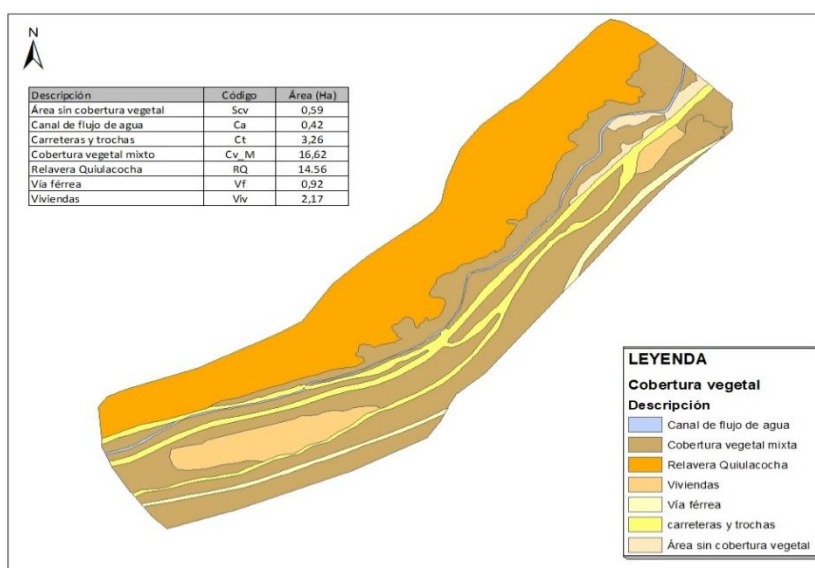 N
Descripción Código Área (Ha)
Área sin cobertura vegetal Scv 0,59
Canal de flujo de agua Ca 0,42
Carreteras y trochas Ct 3,26
Cobertura vegetal mixto Cv_M 16,62
Relavera Quiulacocha RQ 14.56
Vía férrea Vf 0,92
Viviendas Viv 2,17
LEYENDA
Cobertura vegetal
Descripción
Canal de flujo de agua
Cobertura vegetal mixta
Relavera Quiulacocha
Viviendas
Vía férrea
carreteras y trochas
Área sin cobertura vegetal